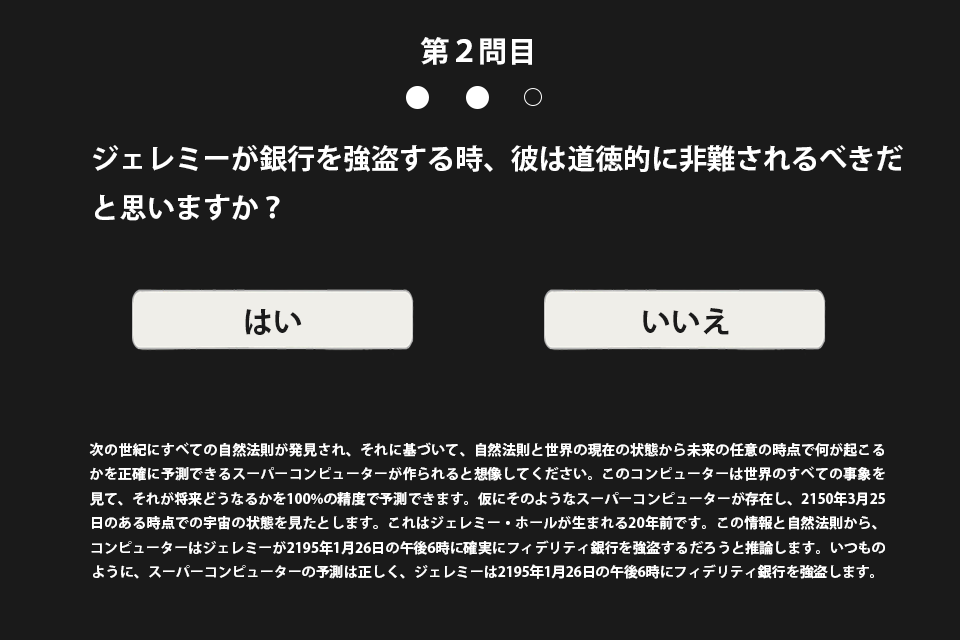 第２問目
ジェレミーが銀行を強盗する時、彼は道徳的に非難されるべきだ
と思いますか？
はい
いいえ
次の世紀にすべての自然法則が発見され、それに基づいて、自然法則と世界の現在の状態から未来の任意の時点で何が起こる
かを正確に予測できるスーパーコンピューターが作られると想像してください。このコンピューターは世界のすべての事象を
見て、それが将来どうなるかを100%の精度で予測できます。仮にそのようなスーパーコンピューターが存在し、2150年3月25
日のある時点での宇宙の状態を見たとします。これはジェレミー・ホールが生まれる20年前です。この情報と自然法則から、
コンピューターはジェレミーが2195年1月26日の午後6時に確実にフィデリティ銀行を強盗するだろうと推論します。いつもの
ように、スーパーコンピューターの予測は正しく、ジェレミーは2195年1月26日の午後6時にフィデリティ銀行を強盗します。